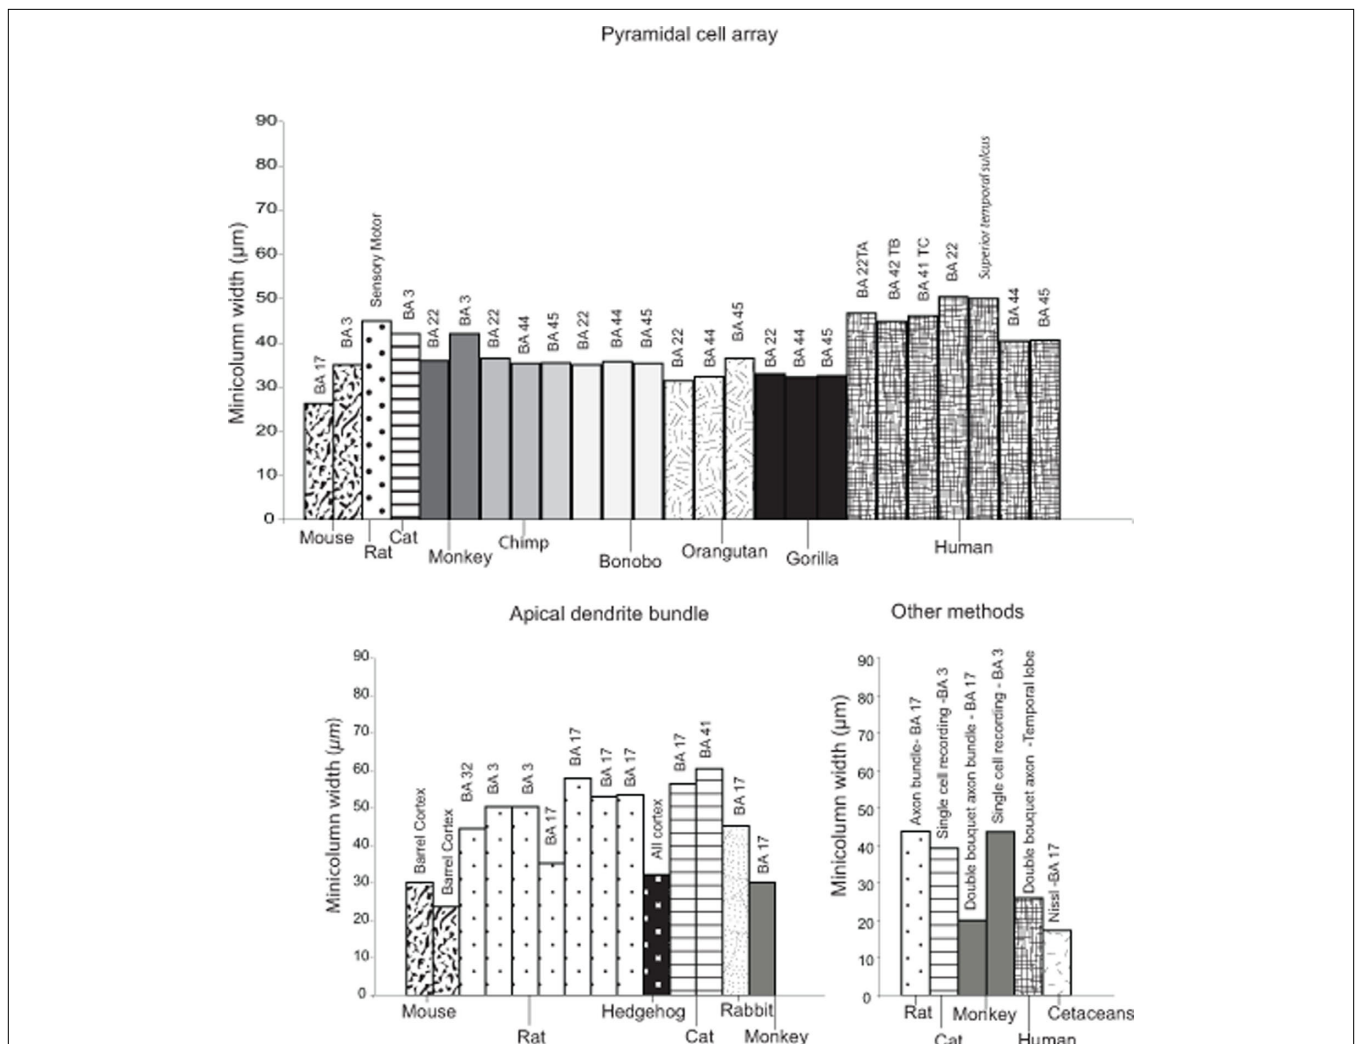 Pyramidal cell array
Minicolumn width (µm)
90
80
70
60
50
40
30
20
10
0
BA 17
BA 3
Sensory Motor
BA 3
BA 22
BA 3
BA 22
BA 44
BA 45
BA 22
BA 44
BA 45
BA 22
BA 44
BA 45
BA 22
BA 44
BA 45
BA 22TA
BA 42 TB
BA 41 TC
BA 22
Superior temporal sulcus
BA 44
BA 45
Mouse
Rat
Cat
Monkey
Chimp
Bonobo
Orangutan
Gorilla
Human
Apical dendrite bundle
Minicolumn width (µm)
90
80
70
60
50
40
30
20
10
0
Barrel Cortex
Barrel Cortex
BA 32
BA 3
BA 3
BA 17
BA 17
BA 17
BA 17
All cortex
BA 17
BA 41
BA 17
BA 17
Mouse
Rat
Hedgehog
Cat
Rabbit
Monkey
Other methods
Minicolumn width (µm)
90
80
70
60
50
40
30
20
10
0
Axon bundle- BA 17
Single cell recording -BA 3
Double bouquet axon bundle - BA 17
Single cell recording - BA 3
Double bouquet axon -Temporal lobe
Nissl -BA 17
Rat
Cat
Monkey
Human
Cetaceans